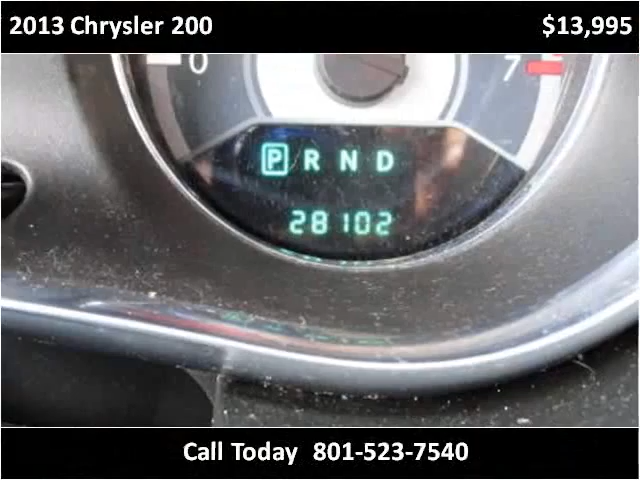 2013 Chrysler 200 $13,995
0 7
P R N D
28102
Call Today 801-523-7540